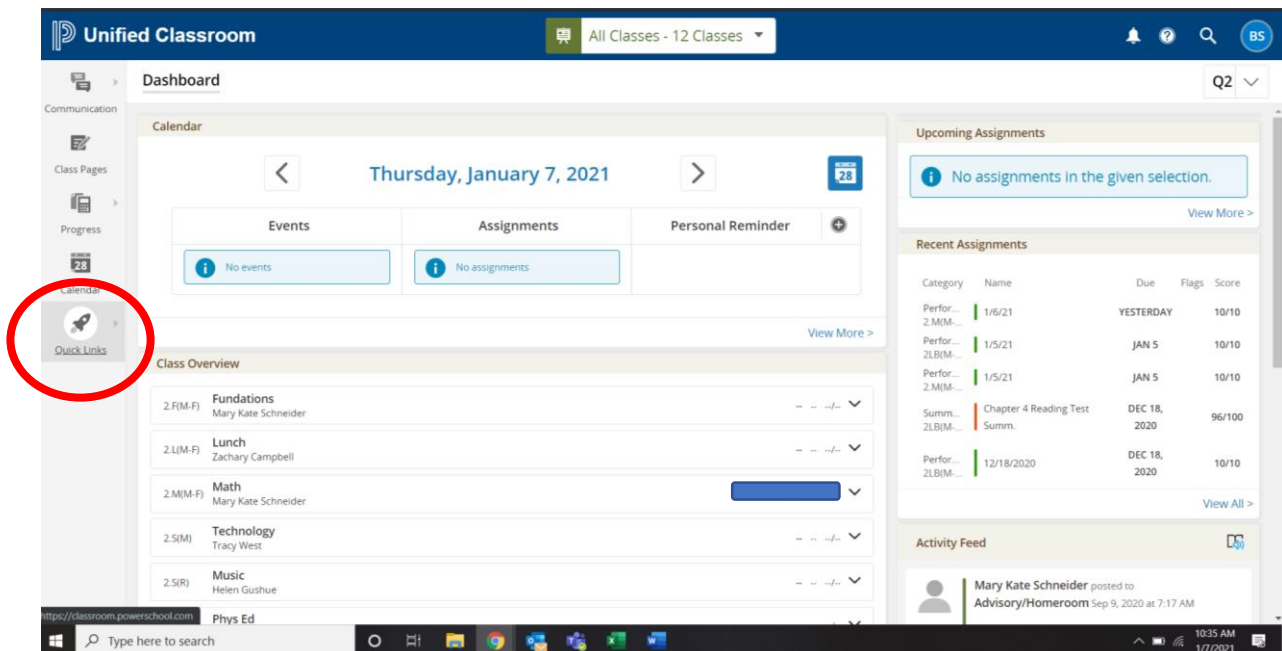 Unified Classroom
All Classes - 12 Classes
BS
Communication
Dashboard
Q2
Class Pages
Progress
28
Calendar
Quick Links
Calendar
Thursday, January 7, 2021
28
Events Assignments Personal Reminder
No events No assignments
View More >
Class Overview
2.F(M-F) Fundations
Mary Kate Schneider -- -- --/--
2.L(M-F) Lunch
Zachary Campbell -- -- --/--
2.M(M-F) Math
Mary Kate Schneider
2.S(M) Technology
Tracy West -- -- --/--
2.S(R) Music
Helen Gushue -- -- --/--
Phys Ed
Upcoming Assignments
No assignments in the given selection.
View More >
Recent Assignments
Category Name Due Flags Score
Perfor... 1/6/21 YESTERDAY 10/10
2.M(M-...
Perfor... 1/5/21 JAN 5 10/10
2LB(M-...
Perfor... 1/5/21 JAN 5 10/10
2.M(M-...
Summ... Chapter 4 Reading Test DEC 18, 96/100
2LB(M-... Summ. 2020
Perfor... 12/18/2020 DEC 18, 10/10
2LB(M-... 2020
View All >
Activity Feed
Mary Kate Schneider posted to
Advisory/Homeroom Sep 9, 2020 at 7:17 AM
https://classroom.powerschool.com
Type here to search
10:35 AM
1/7/2021